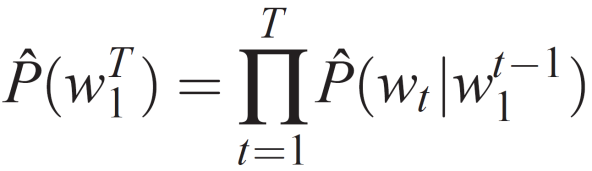 P̂(w₁ᵀ) = ∏ₜ₌₁ᵀ P̂(wₜ|w₁ᵗ⁻¹)